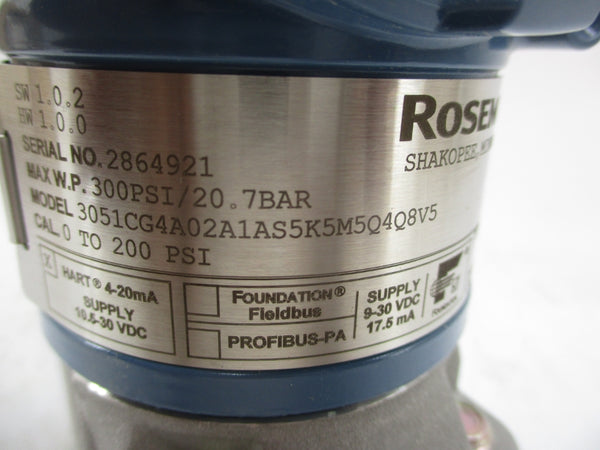 SW 1.0.2
HW 1.0.0
SERIAL NO. 2864921
MAX W.P. 300PSI/20.7BAR
MODEL 3051CG4A02A1AS5K5M5Q4Q8V5
CAL. 0 TO 200 PSI
ROSEM
SHAKOPEE,
X HART® 4-20mA
SUPPLY
10.5-30 VDC
FOUNDATION®
Fieldbus
PROFIBUS-PA
SUPPLY
9-30 VDC
17.5 mA